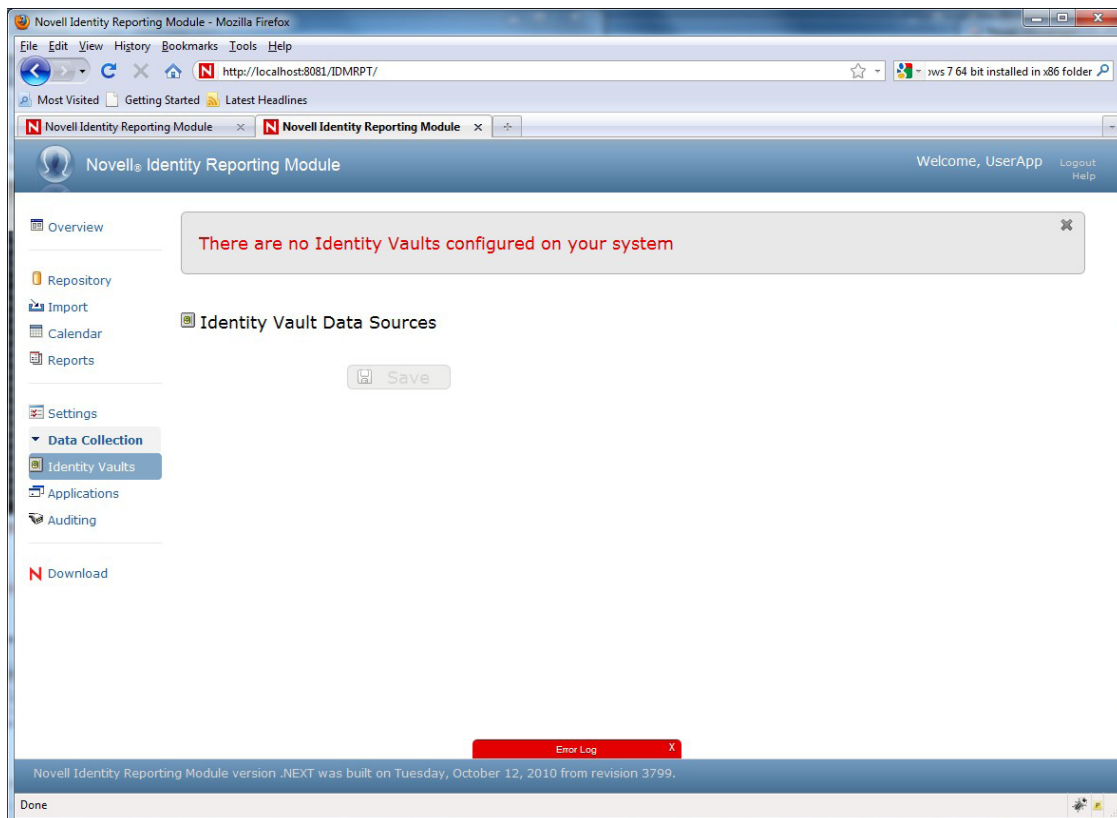 Novell Identity Reporting Module - Mozilla Firefox
File Edit View History Bookmarks Tools Help
http://localhost:8081/IDMRPT/
ows 7 64 bit installed in x86 folder
Most Visited Getting Started Latest Headlines
Novell Identity Reporting Module Novell Identity Reporting Module
Novell® Identity Reporting Module
Welcome, UserApp Logout
Help
Overview
There are no Identity Vaults configured on your system
Repository
Import
Calendar
Reports
Identity Vault Data Sources
Save
Settings
Data Collection
Identity Vaults
Applications
Auditing
N Download
Error Log X
Novell Identity Reporting Module version .NEXT was built on Tuesday, October 12, 2010 from revision 3799.
Done